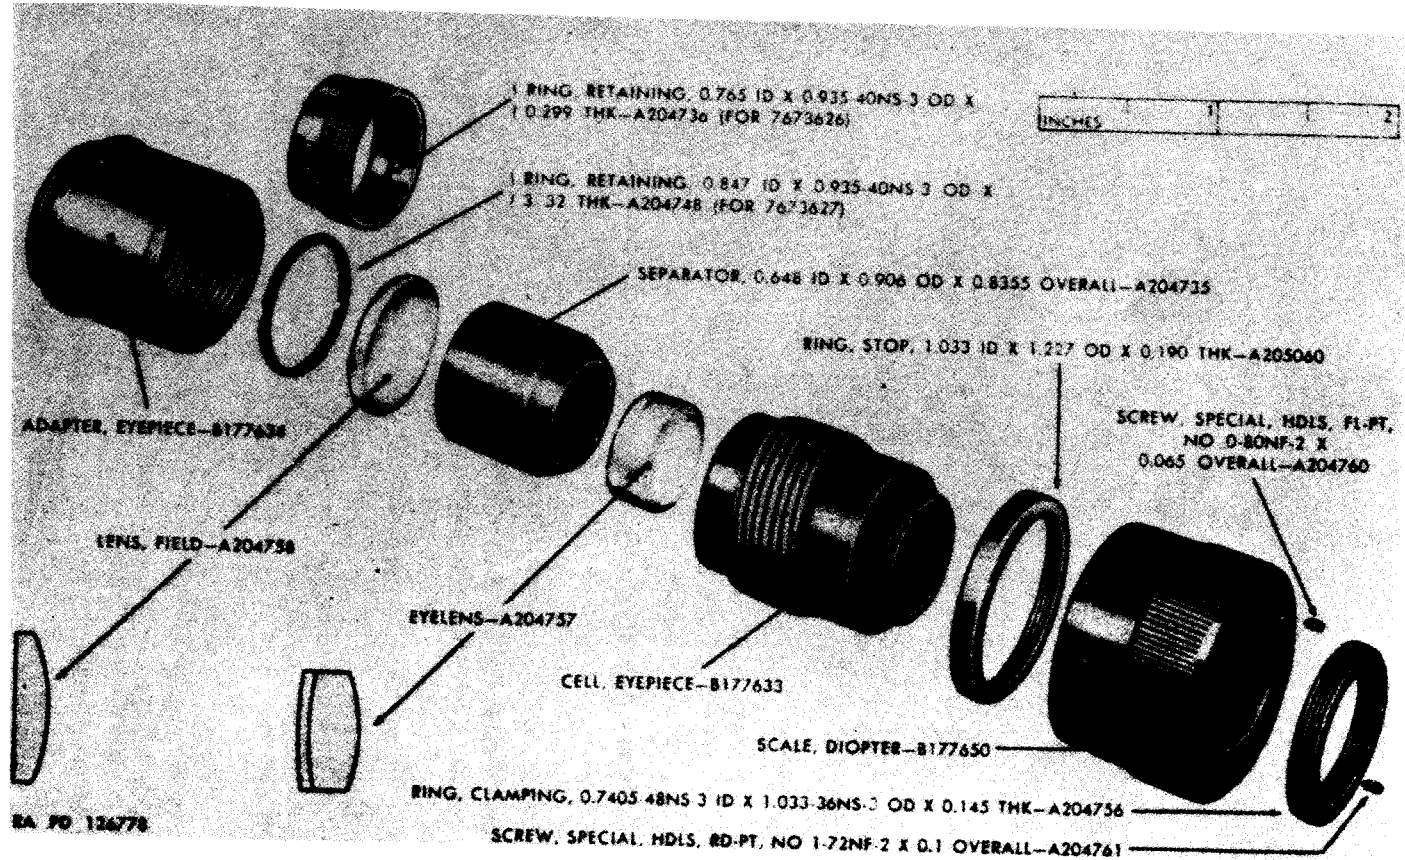 RING, RETAINING, 0.765 ID X 0.935-40NS-3 OD X
0.299 THK—A204736 (FOR 7673626)
INCHES 1 2
RING, RETAINING, 0.847 ID X 0.935-40NS-3 OD X
3/32 THK—A204748 (FOR 7673627)
SEPARATOR, 0.648 ID X 0.906 OD X 0.8355 OVERALL—A204735
RING, STOP, 1.033 ID X 1.227 OD X 0.190 THK—A205060
SCREW, SPECIAL, HDLS, FL-PT,
NO 0-80NF-2 X
0.065 OVERALL—A204760
ADAPTER, EYEPIECE—B177634
LENS, FIELD—A204758
EYELENS—A204757
CELL, EYEPIECE—B177633
SCALE, DIOPTER—B177650
RING, CLAMPING, 0.7405-48NS-3 ID X 1.033-36NS-3 OD X 0.145 THK—A204756
RA PD 126778
SCREW, SPECIAL, HDLS, RD-PT, NO 1-72NF-2 X 0.1 OVERALL—A204761